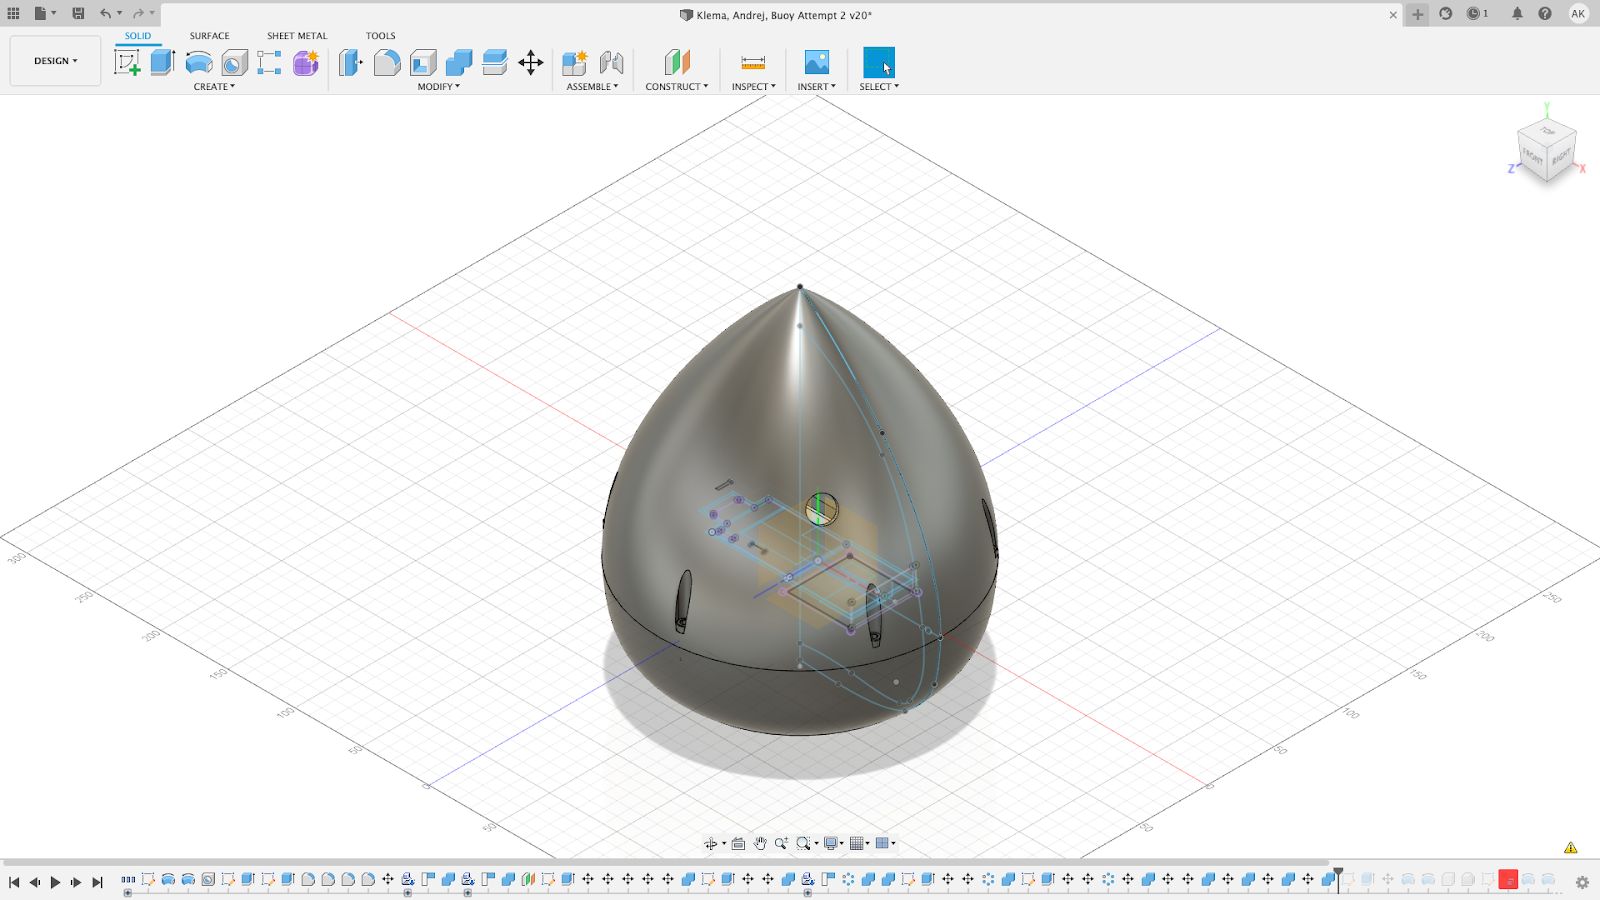 Klema, Andrej, Buoy Attempt 2 v20*
1
AK
DESIGN
SOLID
SURFACE
SHEET METAL
TOOLS
CREATE
MODIFY
ASSEMBLE
CONSTRUCT
INSPECT
INSERT
SELECT
Y
TOP
FRONT
RIGHT
Z
X
300
250
200
150
100
50
0
50
250
200
150
100
50
0
50